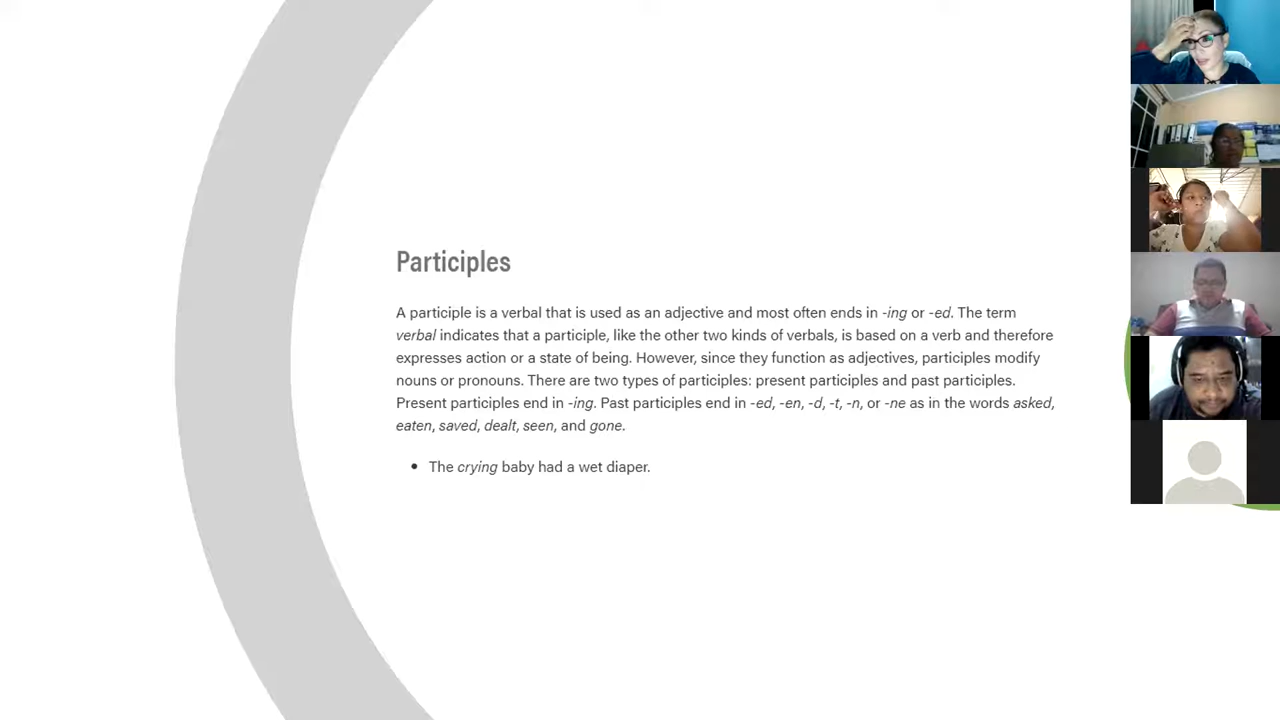 Participles
A participle is a verbal that is used as an adjective and most often ends in -ing or -ed. The term
verbal indicates that a participle, like the other two kinds of verbals, is based on a verb and therefore
expresses action or a state of being. However, since they function as adjectives, participles modify
nouns or pronouns. There are two types of participles: present participles and past participles.
Present participles end in -ing. Past participles end in -ed, -en, -d, -t, -n, or -ne as in the words asked,
eaten, saved, dealt, seen, and gone.
• The crying baby had a wet diaper.